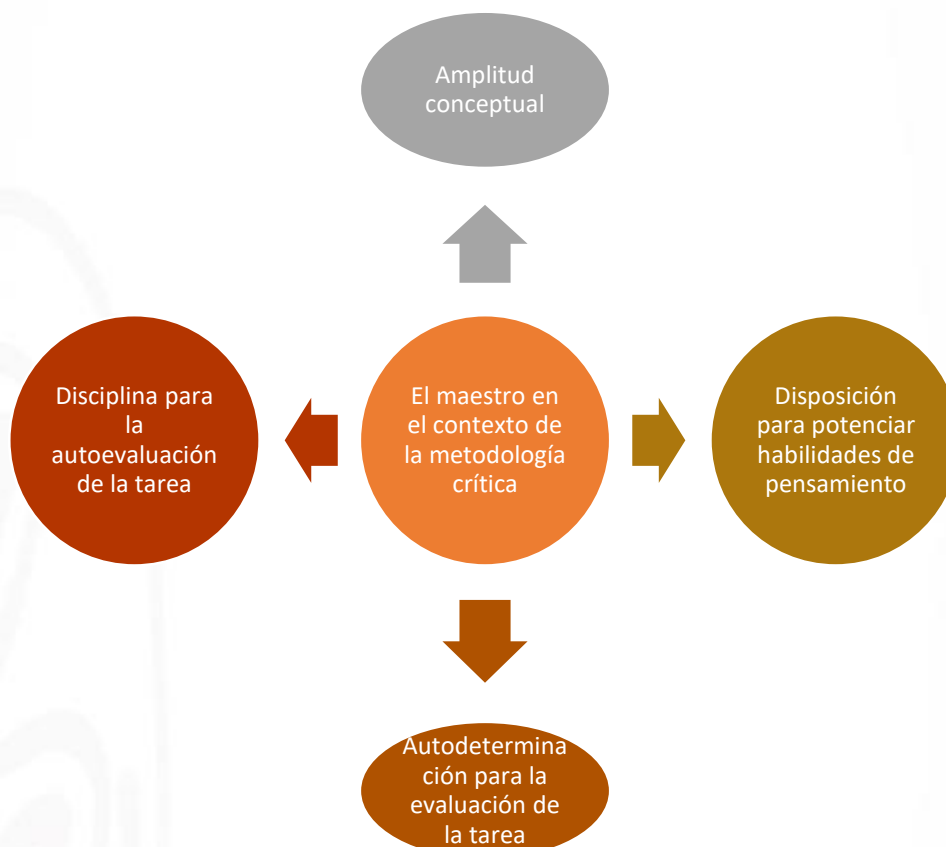 Amplitud
conceptual
Disciplina para
la
autoevaluación
de la tarea
El maestro en
el contexto de
la metodología
crítica
Disposición
para potenciar
habilidades de
pensamiento
Autodetermina
ción para la
evaluación de
la tarea